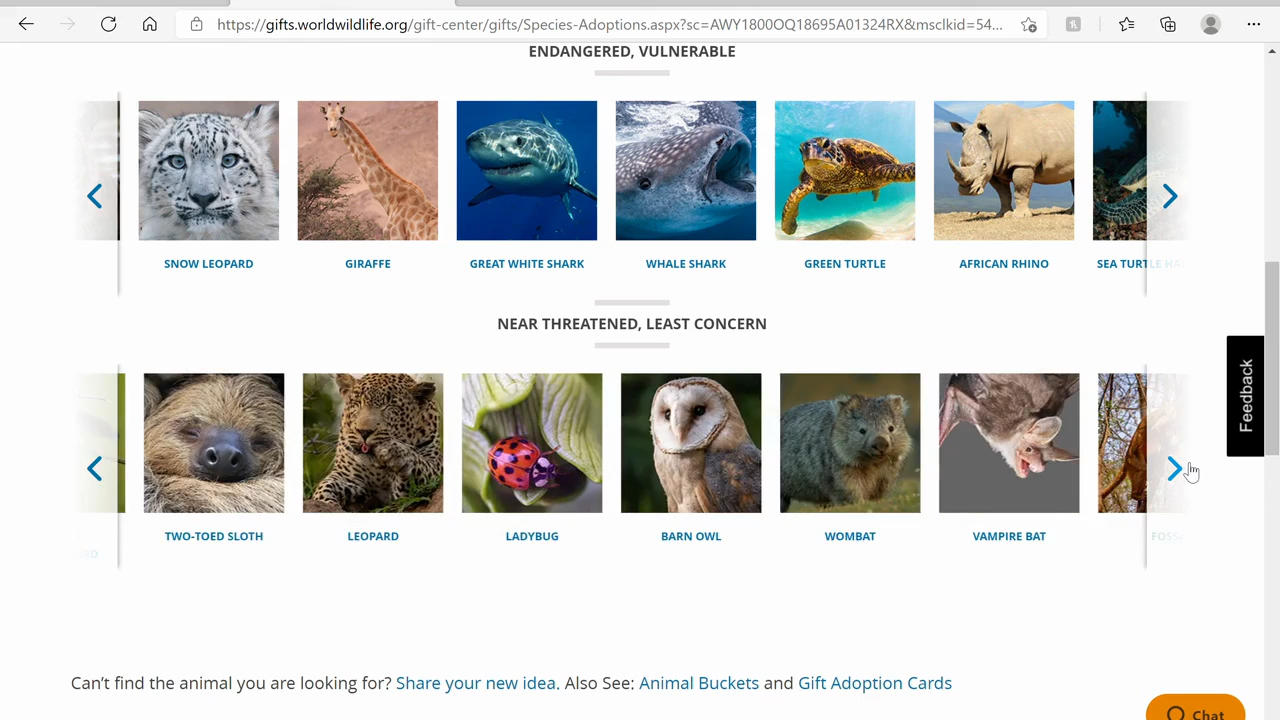 https://gifts.worldwildlife.org/gift-center/gifts/Species-Adoptions.aspx?sc=AWY1800OQ18695A01324RX&msclkid=54...
ENDANGERED, VULNERABLE
SNOW LEOPARD
GIRAFFE
GREAT WHITE SHARK
WHALE SHARK
GREEN TURTLE
AFRICAN RHINO
SEA TURTLE HA
NEAR THREATENED, LEAST CONCERN
Feedback
TWO-TOED SLOTH
LEOPARD
LADYBUG
BARN OWL
WOMBAT
VAMPIRE BAT
FOSS
RD
Can't find the animal you are looking for? Share your new idea. Also See: Animal Buckets and Gift Adoption Cards
Chat